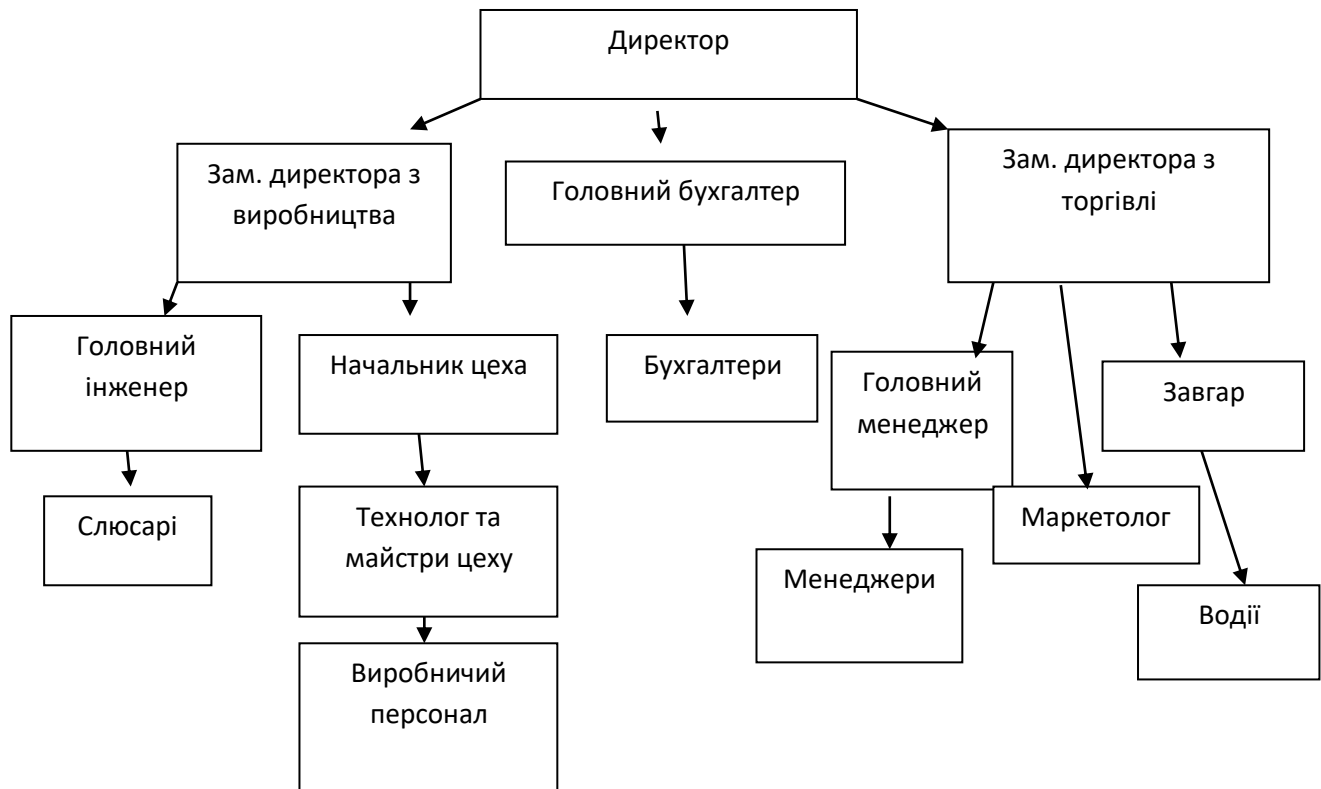 Директор
Зам. директора з
виробництва
Головний бухгалтер
Зам. директора з
торгівлі
Головний
інженер
Начальник цеха
Бухгалтери
Головний
менеджер
Завгар
Слюсарі
Технолог та
майстри цеху
Маркетолог
Менеджери
Водії
Виробничий
персонал